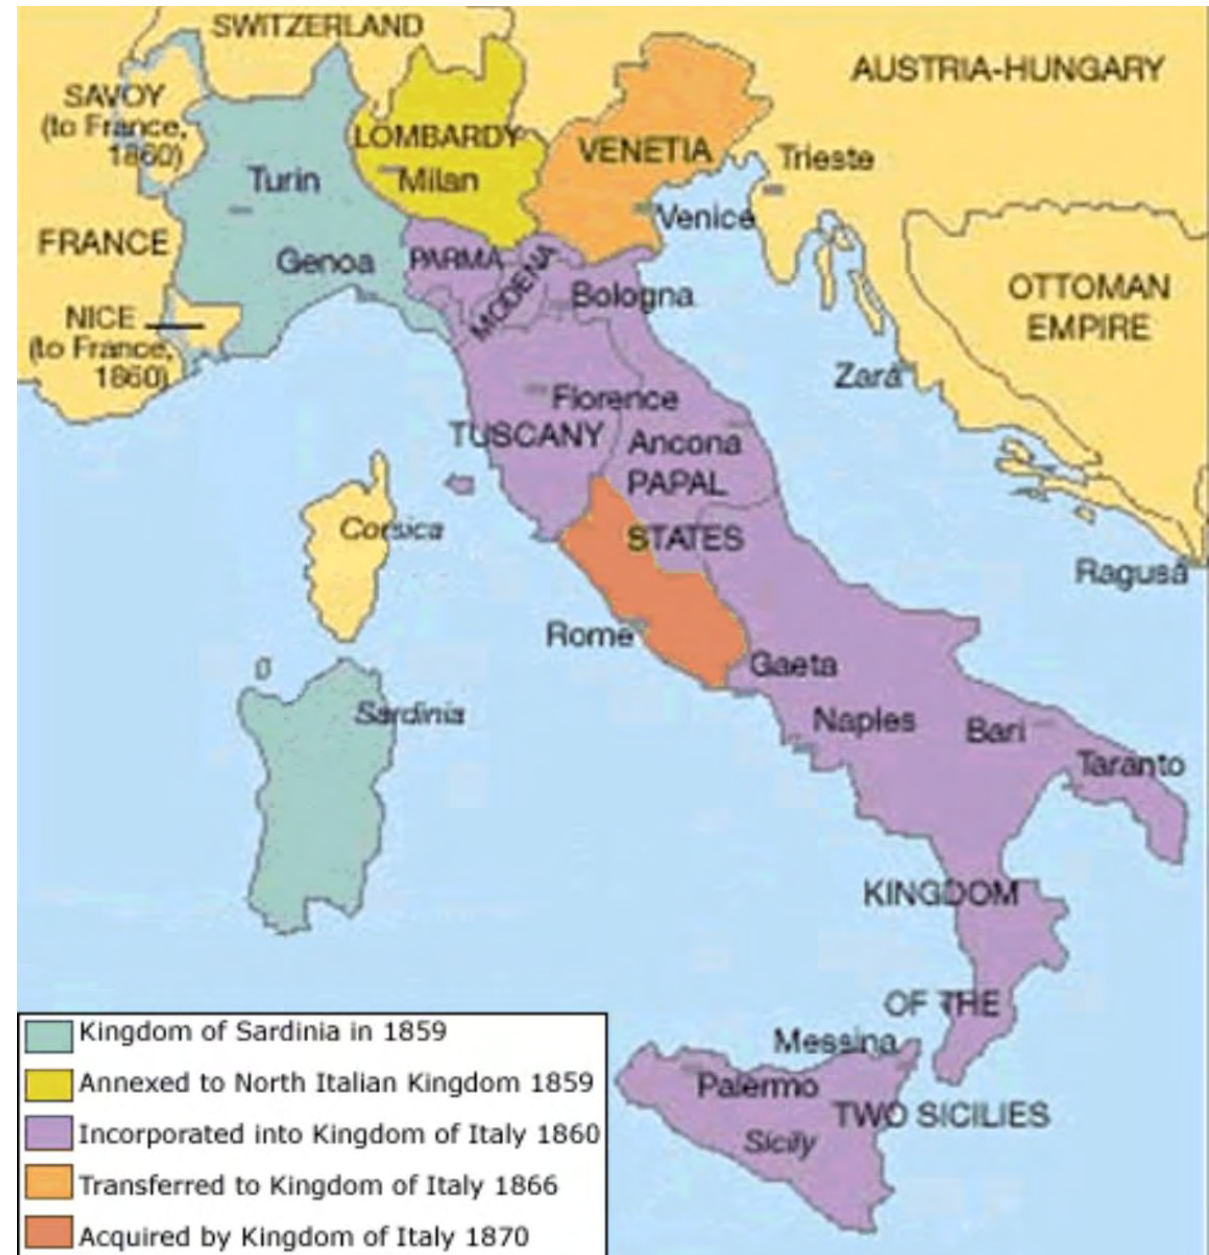 SWITZERLAND
AUSTRIA-HUNGARY
SAVOY
(to France,
1860)
LOMBARDY
VENETIA
Trieste
Turin
Milan
Venice
FRANCE
Genoa
PARMA
MODENA
Bologna
OTTOMAN
EMPIRE
NICE
(to France,
1860)
Zara
Florence
TUSCANY
Ancona
PAPAL
STATES
Corsica
Ragusa
Rome
Gaeta
Sardinia
Naples
Bari
Taranto
KINGDOM
OF THE
Messina
Palermo
TWO SICILIES
Sicily
Kingdom of Sardinia in 1859
Annexed to North Italian Kingdom 1859
Incorporated into Kingdom of Italy 1860
Transferred to Kingdom of Italy 1866
Acquired by Kingdom of Italy 1870